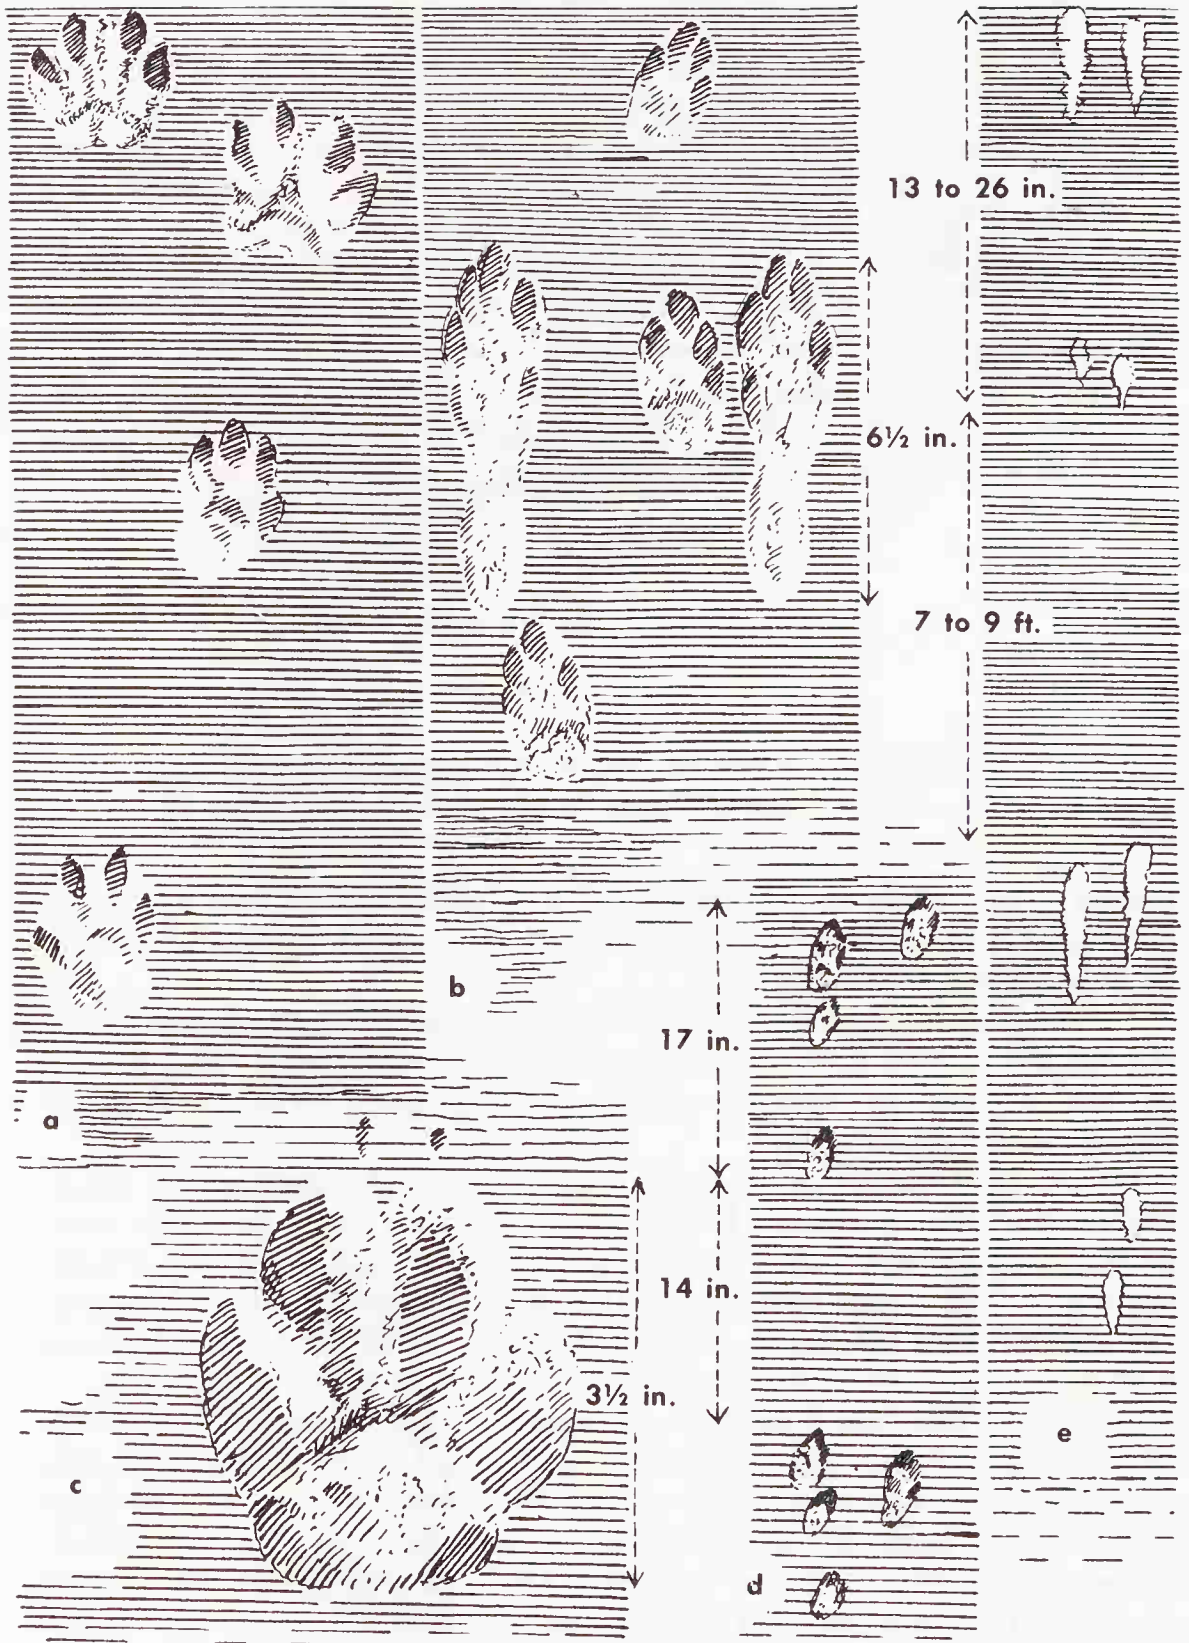 13 to 26 in.
6½ in.
7 to 9 ft.
b
17 in.
a
14 in.
3½ in.
e
c
d